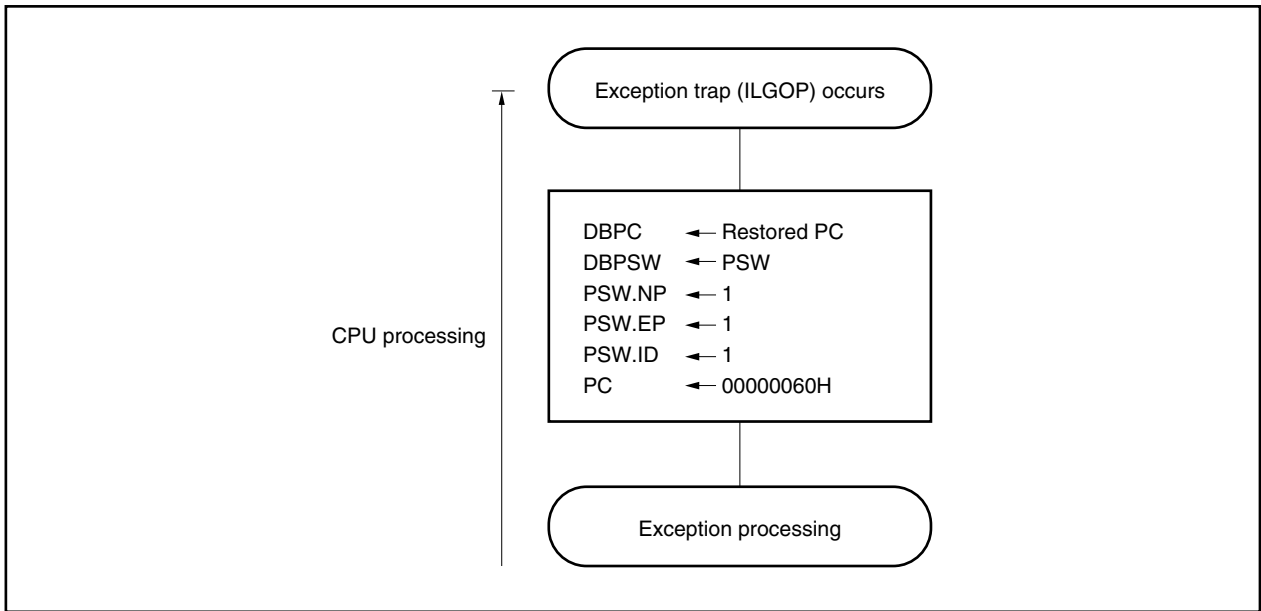 Exception trap (ILGOP) occurs
DBPC ← Restored PC
DBPSW ← PSW
PSW.NP ← 1
PSW.EP ← 1
PSW.ID ← 1
PC ← 00000060H
CPU processing
Exception processing